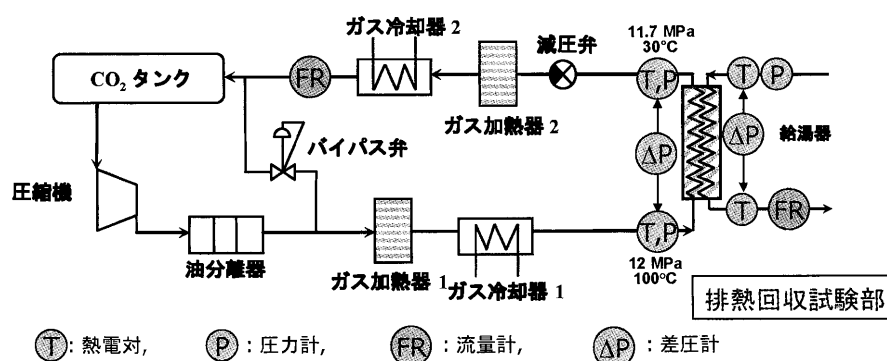 ガス冷却器 2
減圧弁
11.7 MPa
30℃
CO₂ タンク
FR
T,P
T
P
ガス加熱器 2
バイパス弁
ΔP
ΔP
給湯器
圧縮機
油分離器
ガス加熱器 1
ガス冷却器 1
T,P
T
FR
12 MPa
100℃
排熱回収試験部
T : 熱電対,
P : 圧力計,
FR : 流量計,
ΔP : 差圧計